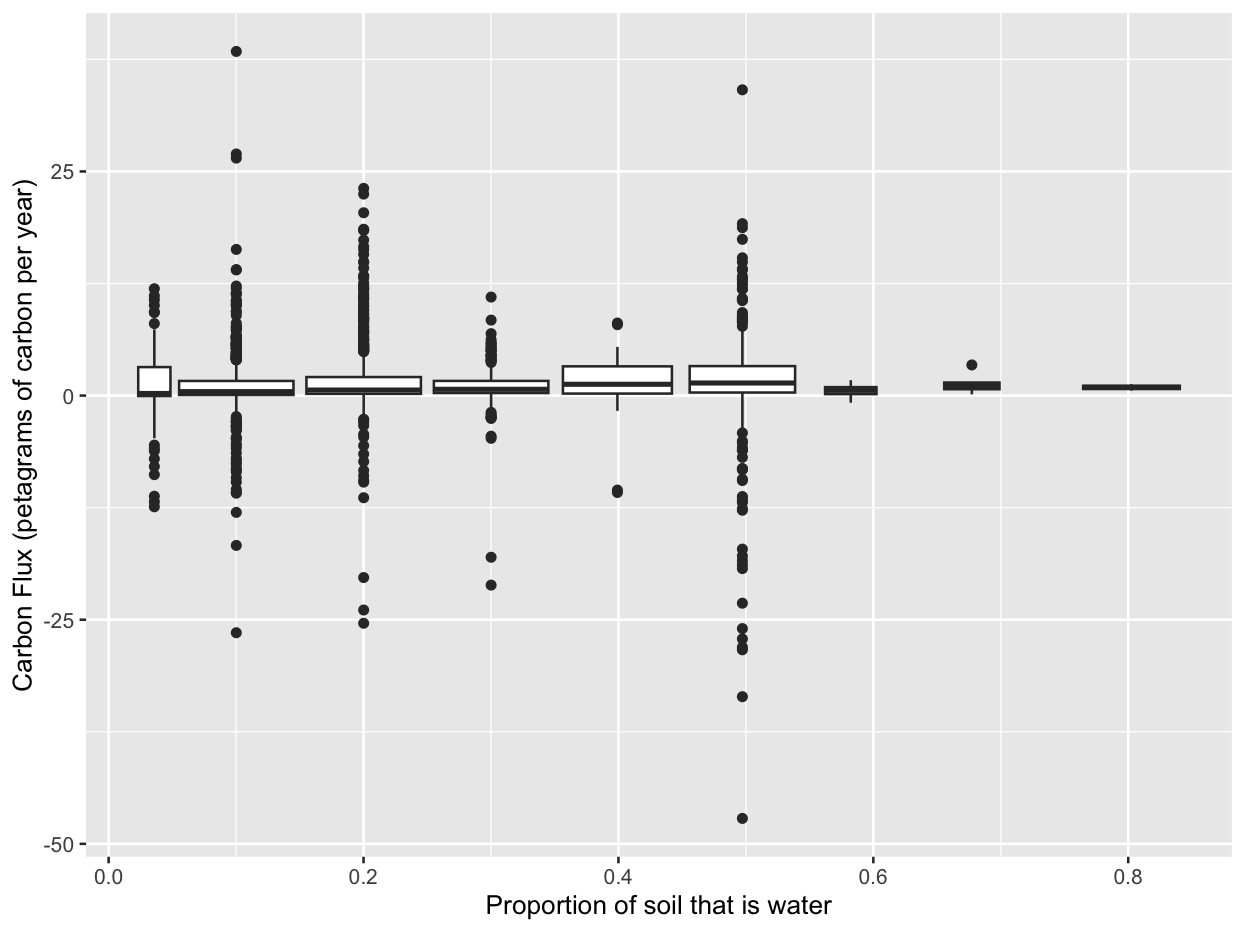 Carbon Flux (petagrams of carbon per year)
25
0
-25
-50
0.0 0.2 0.4 0.6 0.8
Proportion of soil that is water